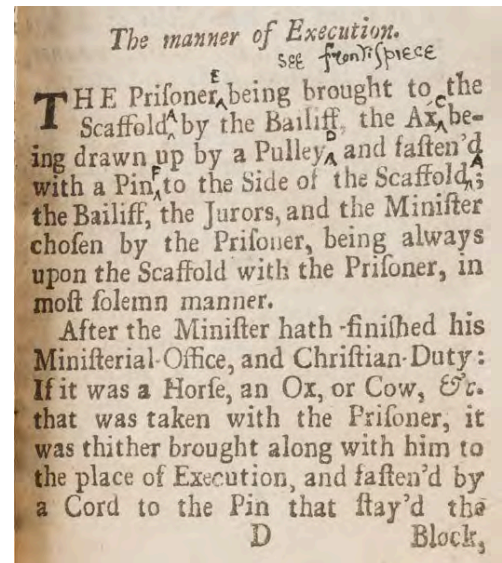 The manner of Execution.
see frontiſpiece
THE Priſoner‸E being brought to the
Scaffold‸A by the Bailiff, the Ax‸C be-
ing drawn up by a Pulley‸D and faſten'd
with a Pin‸F to the Side of the Scaffold‸A;
the Bailiff, the Jurors, and the Miniſter
choſen by the Priſoner, being always
upon the Scaffold with the Priſoner, in
moſt ſolemn manner.
After the Miniſter hath finiſhed his
Miniſterial-Office, and Chriſtian-Duty:
If it was a Horſe, an Ox, or Cow, &c.
that was taken with the Priſoner, it
was thither brought along with him to
the place of Execution, and faſten'd by
a Cord to the Pin that ſtay'd the
D Block,